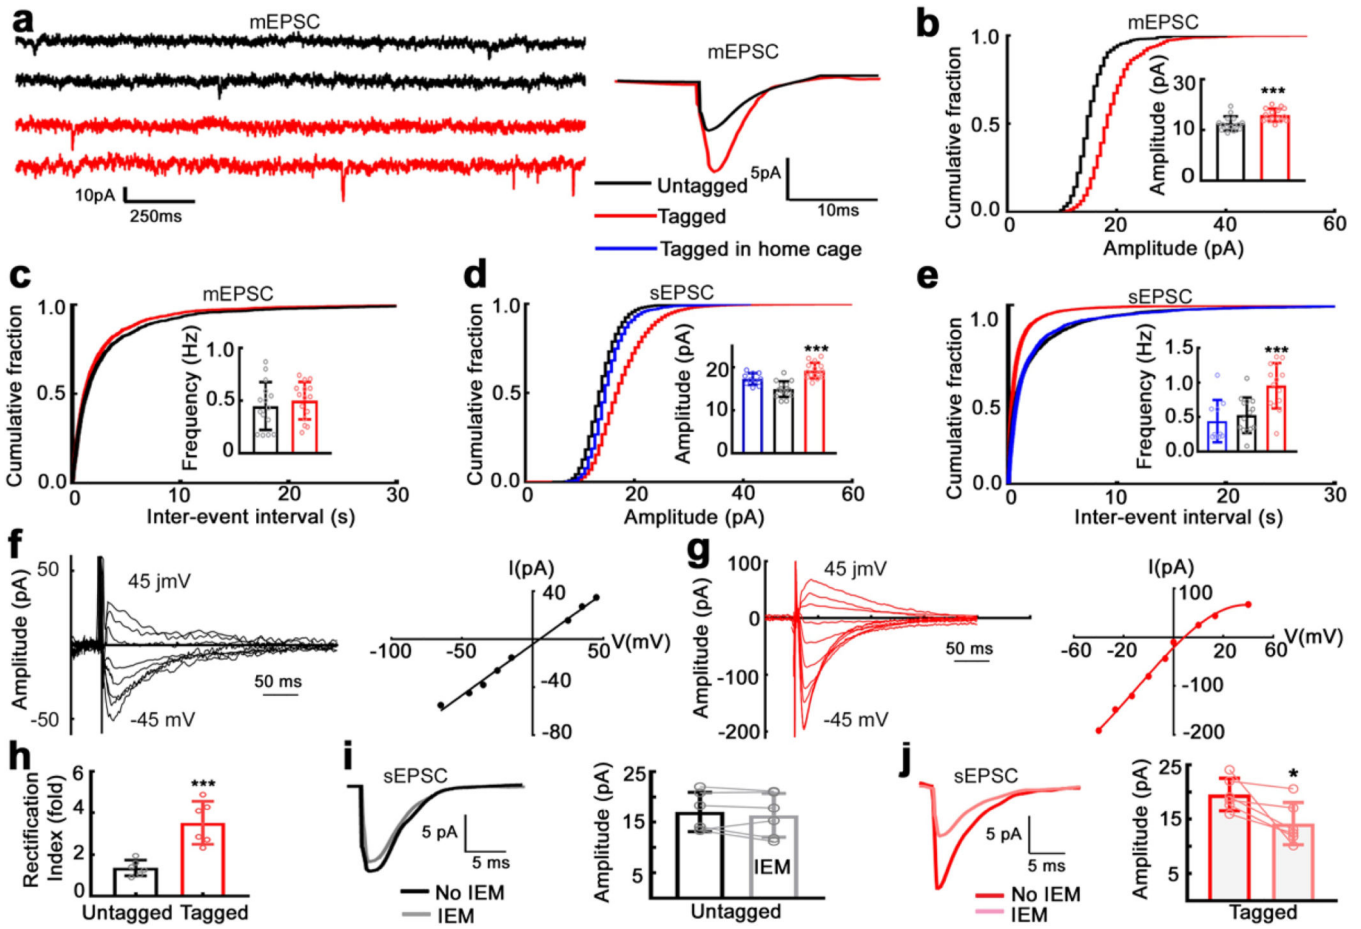 a
mEPSC
10pA
250ms
mEPSC
5pA
10ms
Untagged
Tagged
Tagged in home cage
b
mEPSC
Cumulative fraction
1.0
0.5
0.0
0
20
40
60
Amplitude (pA)
Amplitude (pA)
30
10
0
***
c
mEPSC
Cumulative fraction
1.0
0.5
0.0
0
10
20
30
Inter-event interval (s)
Frequency (Hz)
1.0
0.5
0
d
sEPSC
Cumulative fraction
1.0
0.5
0.0
0
20
40
60
Amplitude (pA)
Amplitude (pA)
20
10
0
***
e
sEPSC
Cumulative fraction
1.0
0.5
0.0
0
10
20
30
Inter-event interval (s)
Frequency (Hz)
1.5
1.0
0.5
0.0
***
f
Amplitude (pA)
50
0
-50
45 jmV
-45 mV
50 ms
I(pA)
40
V(mV)
-100
50
-40
-80
g
Amplitude (pA)
100
0
-100
-200
45 jmV
-45 mV
50 ms
I(pA)
100
V(mV)
-60
20
60
-100
-200
h
Rectification
Index (fold)
6
4
2
0
***
Untagged
Tagged
i
sEPSC
5 pA
5 ms
No IEM
IEM
Amplitude (pA)
25
15
5
IEM
Untagged
j
sEPSC
5 pA
5 ms
No IEM
IEM
Amplitude (pA)
25
15
5
*
Tagged